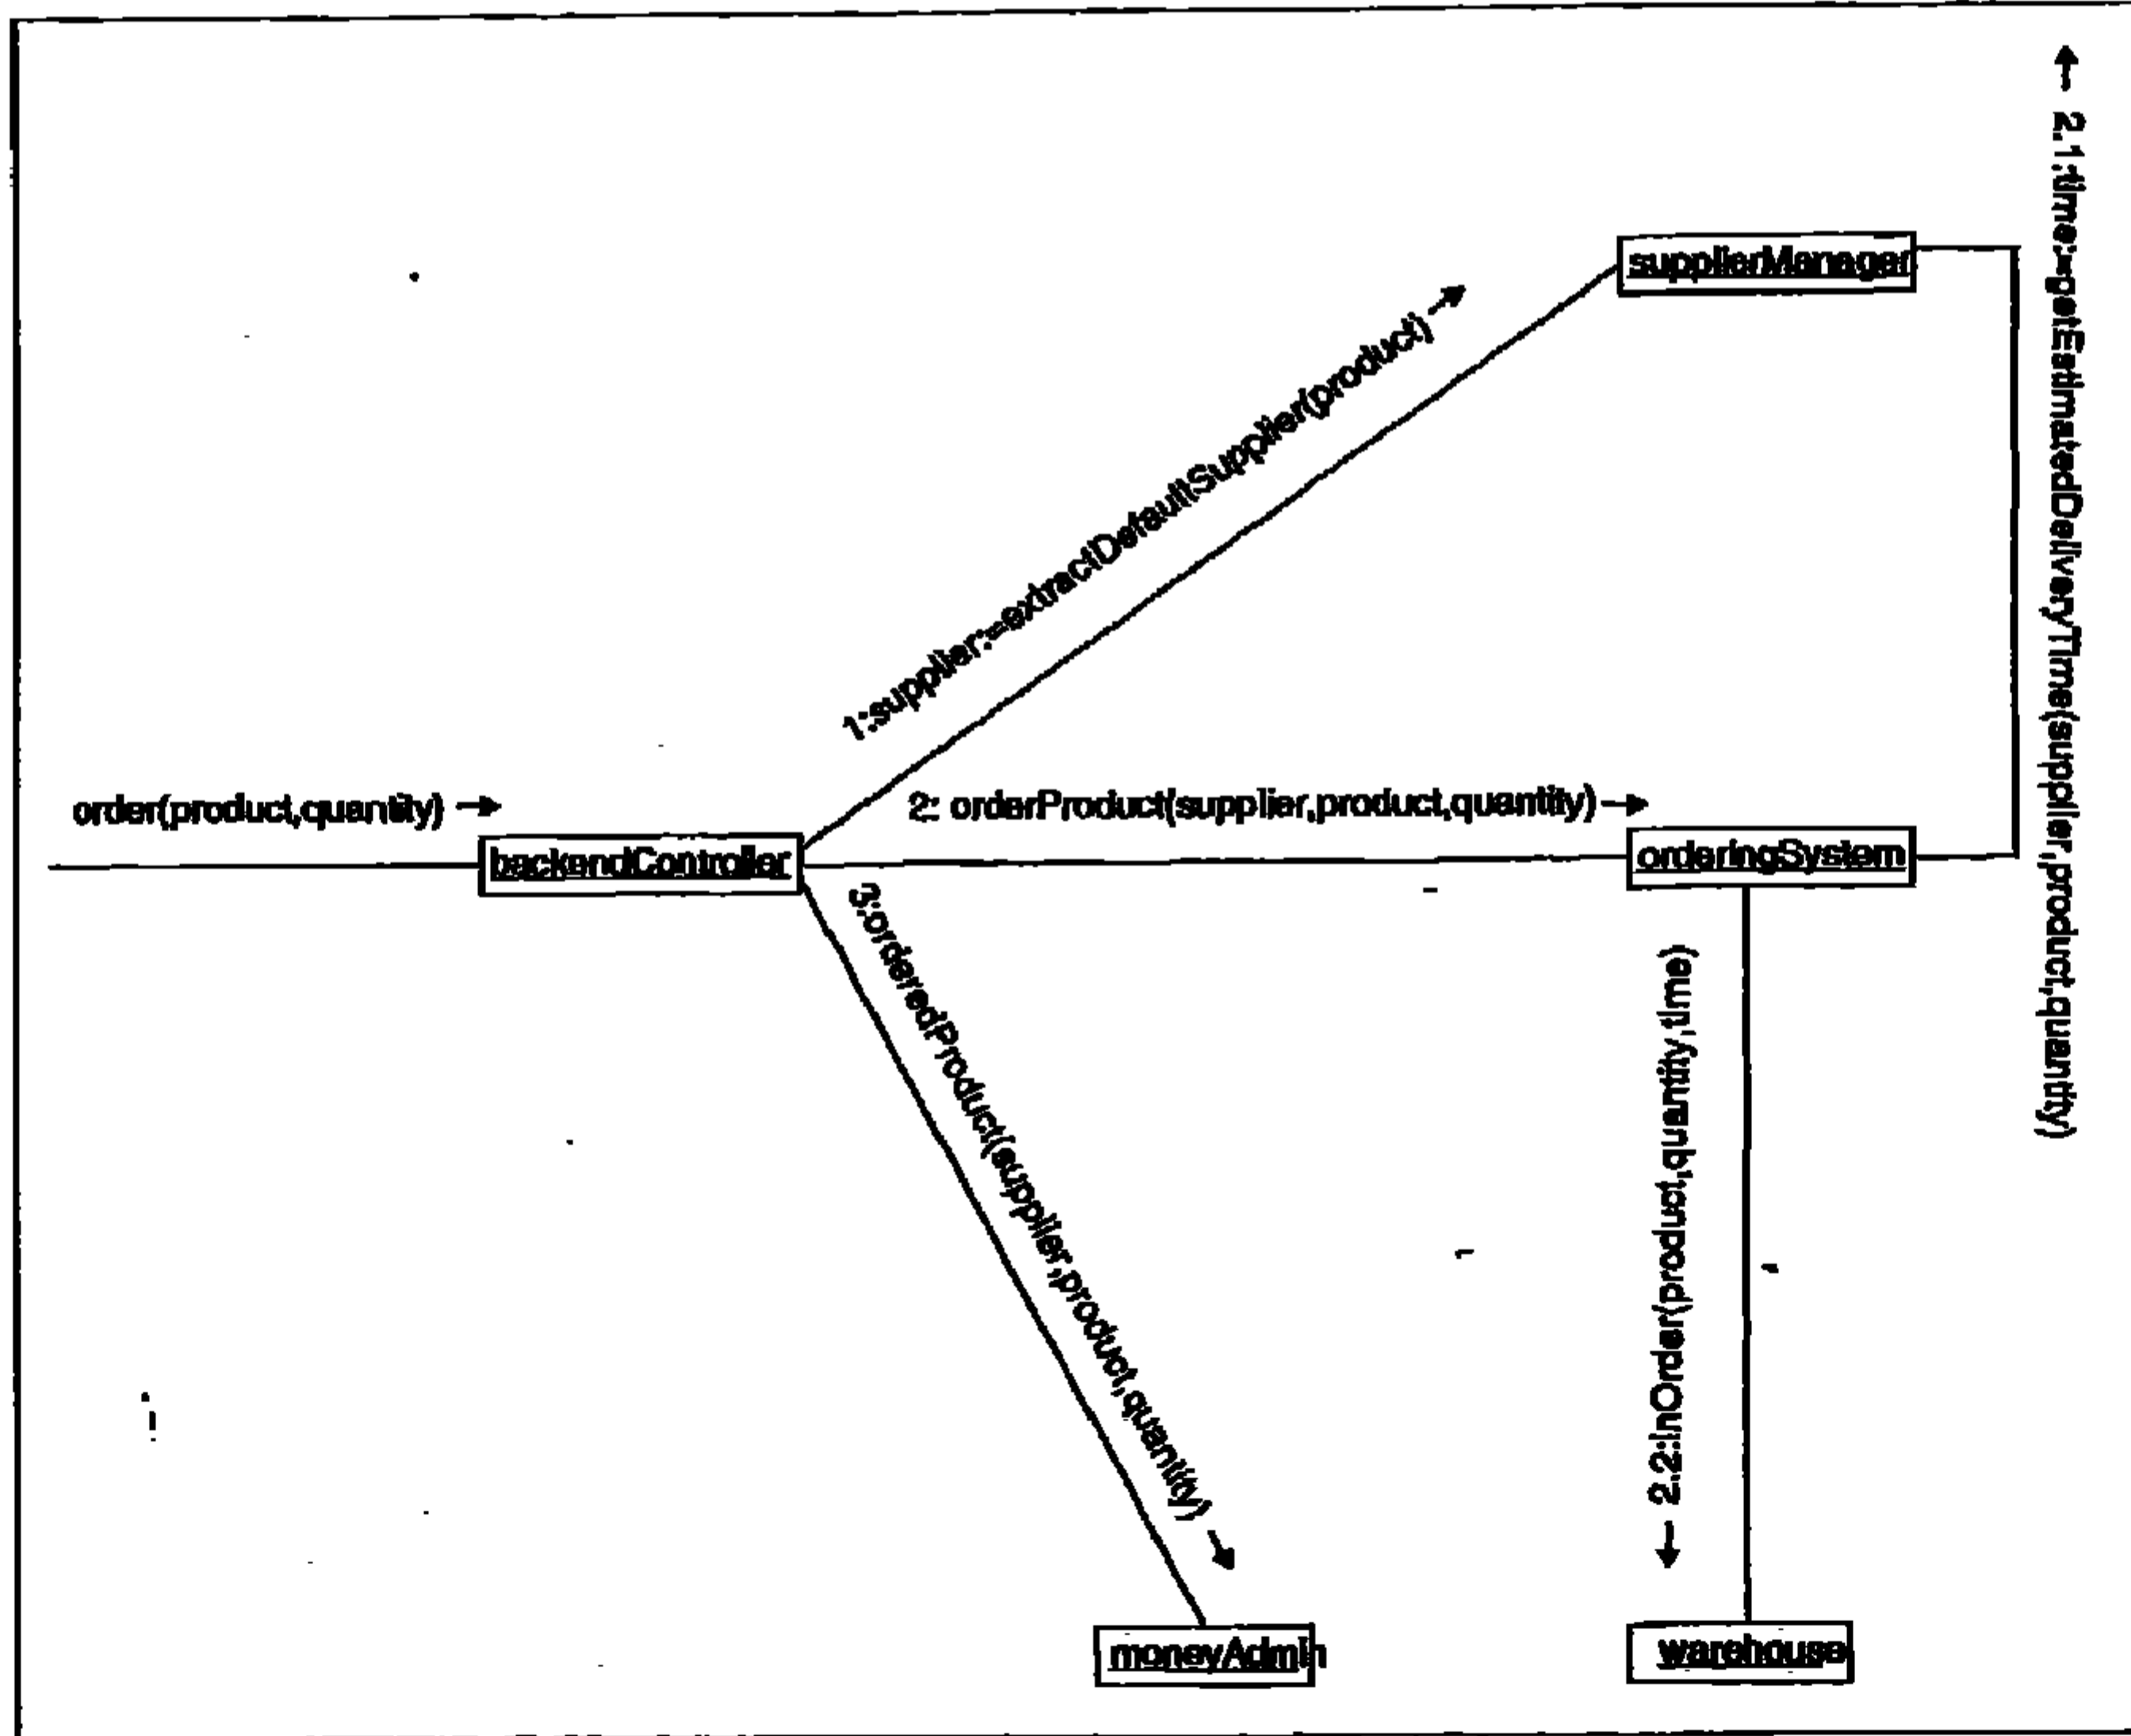 supplierManager
2.1:time:=getEstimatedDeliveryTime(supplier,product,quantity)
1:supplier:=extractDefaultSupplier(product)
order(product,quantity)
2: orderProduct(supplier,product,quantity)
backendController
orderingSystem
3:orderedProduct(supplier,product,quantity)
2.2:inOrder(product,quantity,time)
moneyAdmin
warehouse